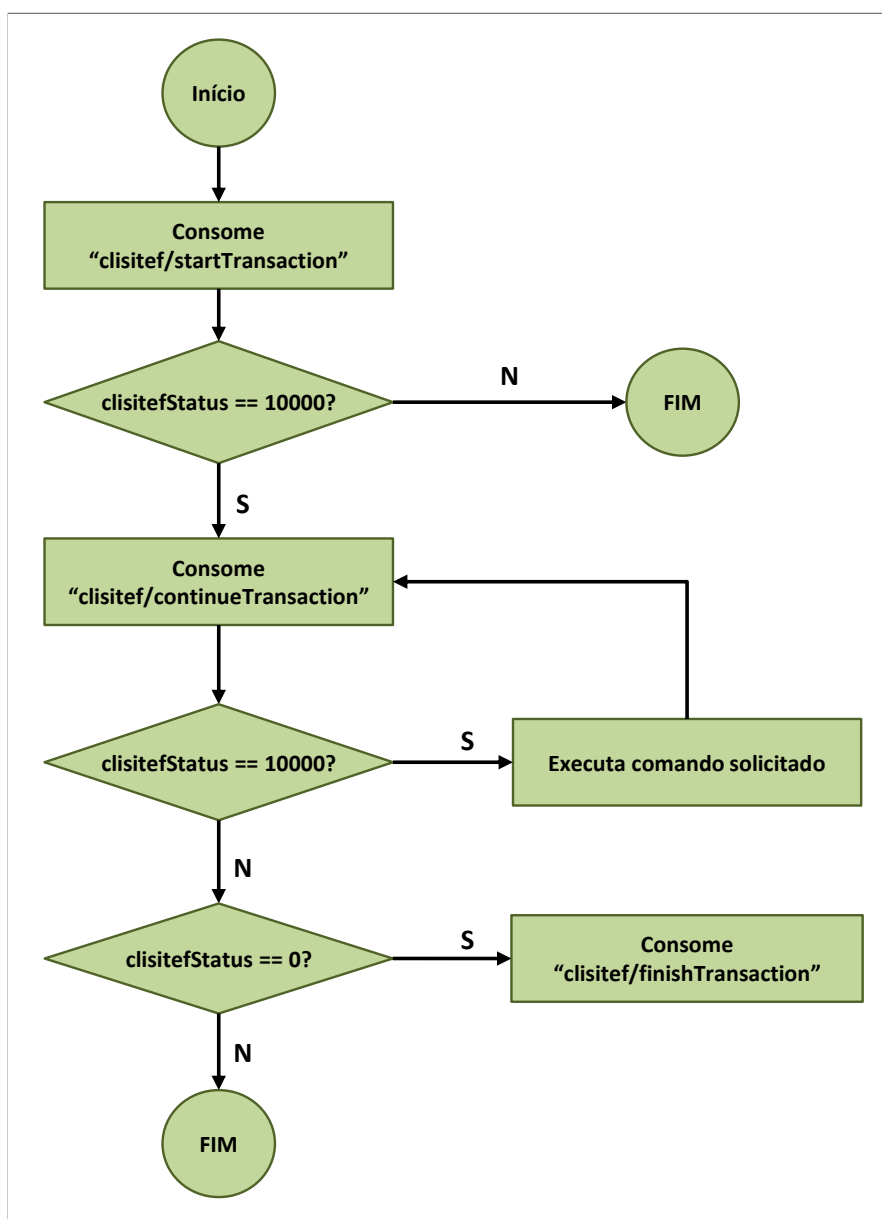 Início
Consome
“clisitef/startTransaction”
clisitefStatus == 10000?
N
FIM
S
Consome
“clisitef/continueTransaction”
clisitefStatus == 10000?
S
Executa comando solicitado
N
clisitefStatus == 0?
S
Consome
“clisitef/finishTransaction”
N
FIM